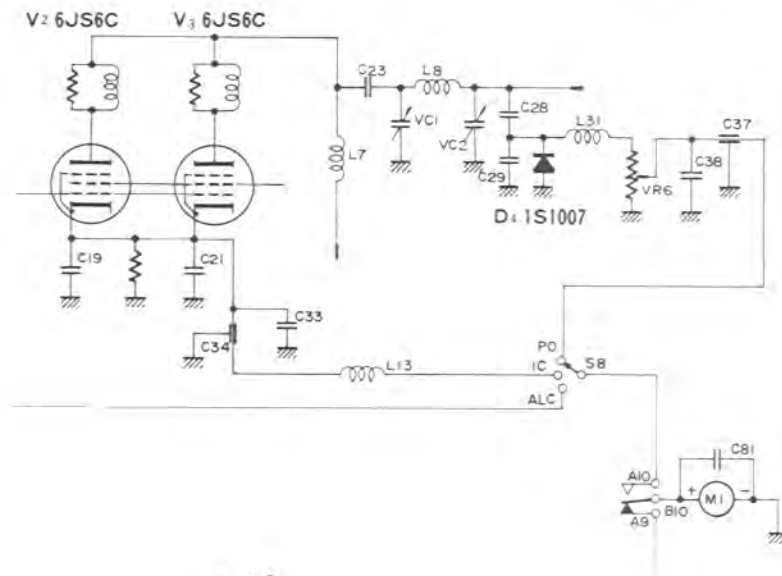 V2 6JS6C V3 6JS6C
C23
L8
VC1
VC2
C28
C29
L31
C37
C38
VR6
L7
D4 1S1007
C19
C21
C33
C34
L13
PO
IC
S8
ALC
C81
A10
+ M1 -
B10
A9